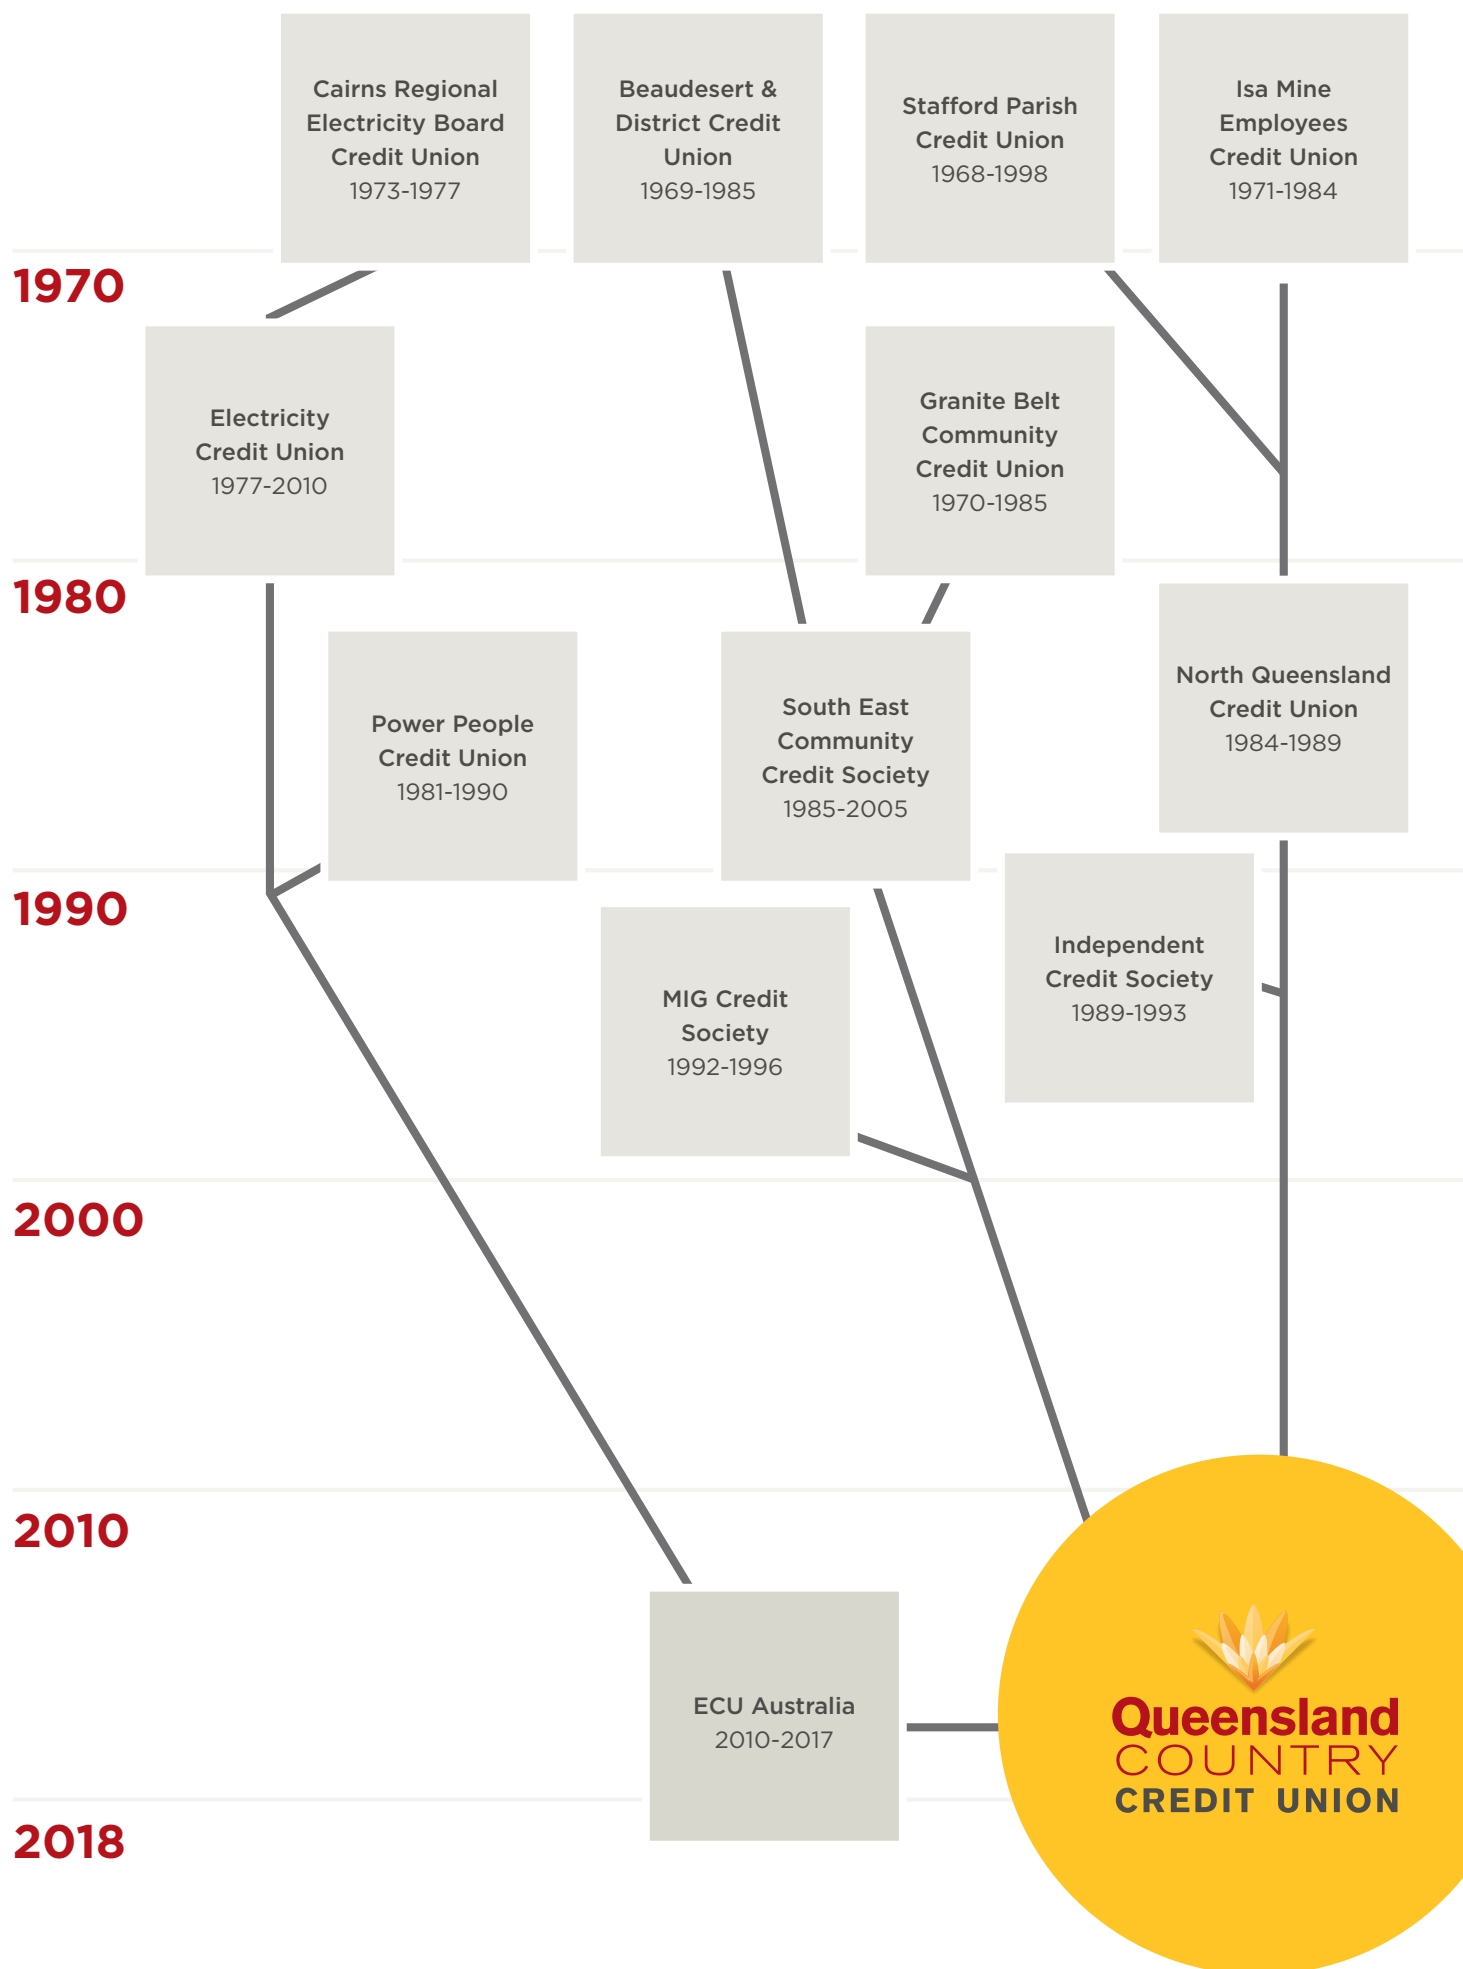 Cairns Regional
Electricity Board
Credit Union
1973-1977
Beaudesert &
District Credit
Union
1969-1985
Stafford Parish
Credit Union
1968-1998
Isa Mine
Employees
Credit Union
1971-1984
1970
Electricity
Credit Union
1977-2010
Granite Belt
Community
Credit Union
1970-1985
1980
Power People
Credit Union
1981-1990
South East
Community
Credit Society
1985-2005
North Queensland
Credit Union
1984-1989
1990
MIG Credit
Society
1992-1996
Independent
Credit Society
1989-1993
2000
2010
ECU Australia
2010-2017
Queensland
COUNTRY
CREDIT UNION
2018